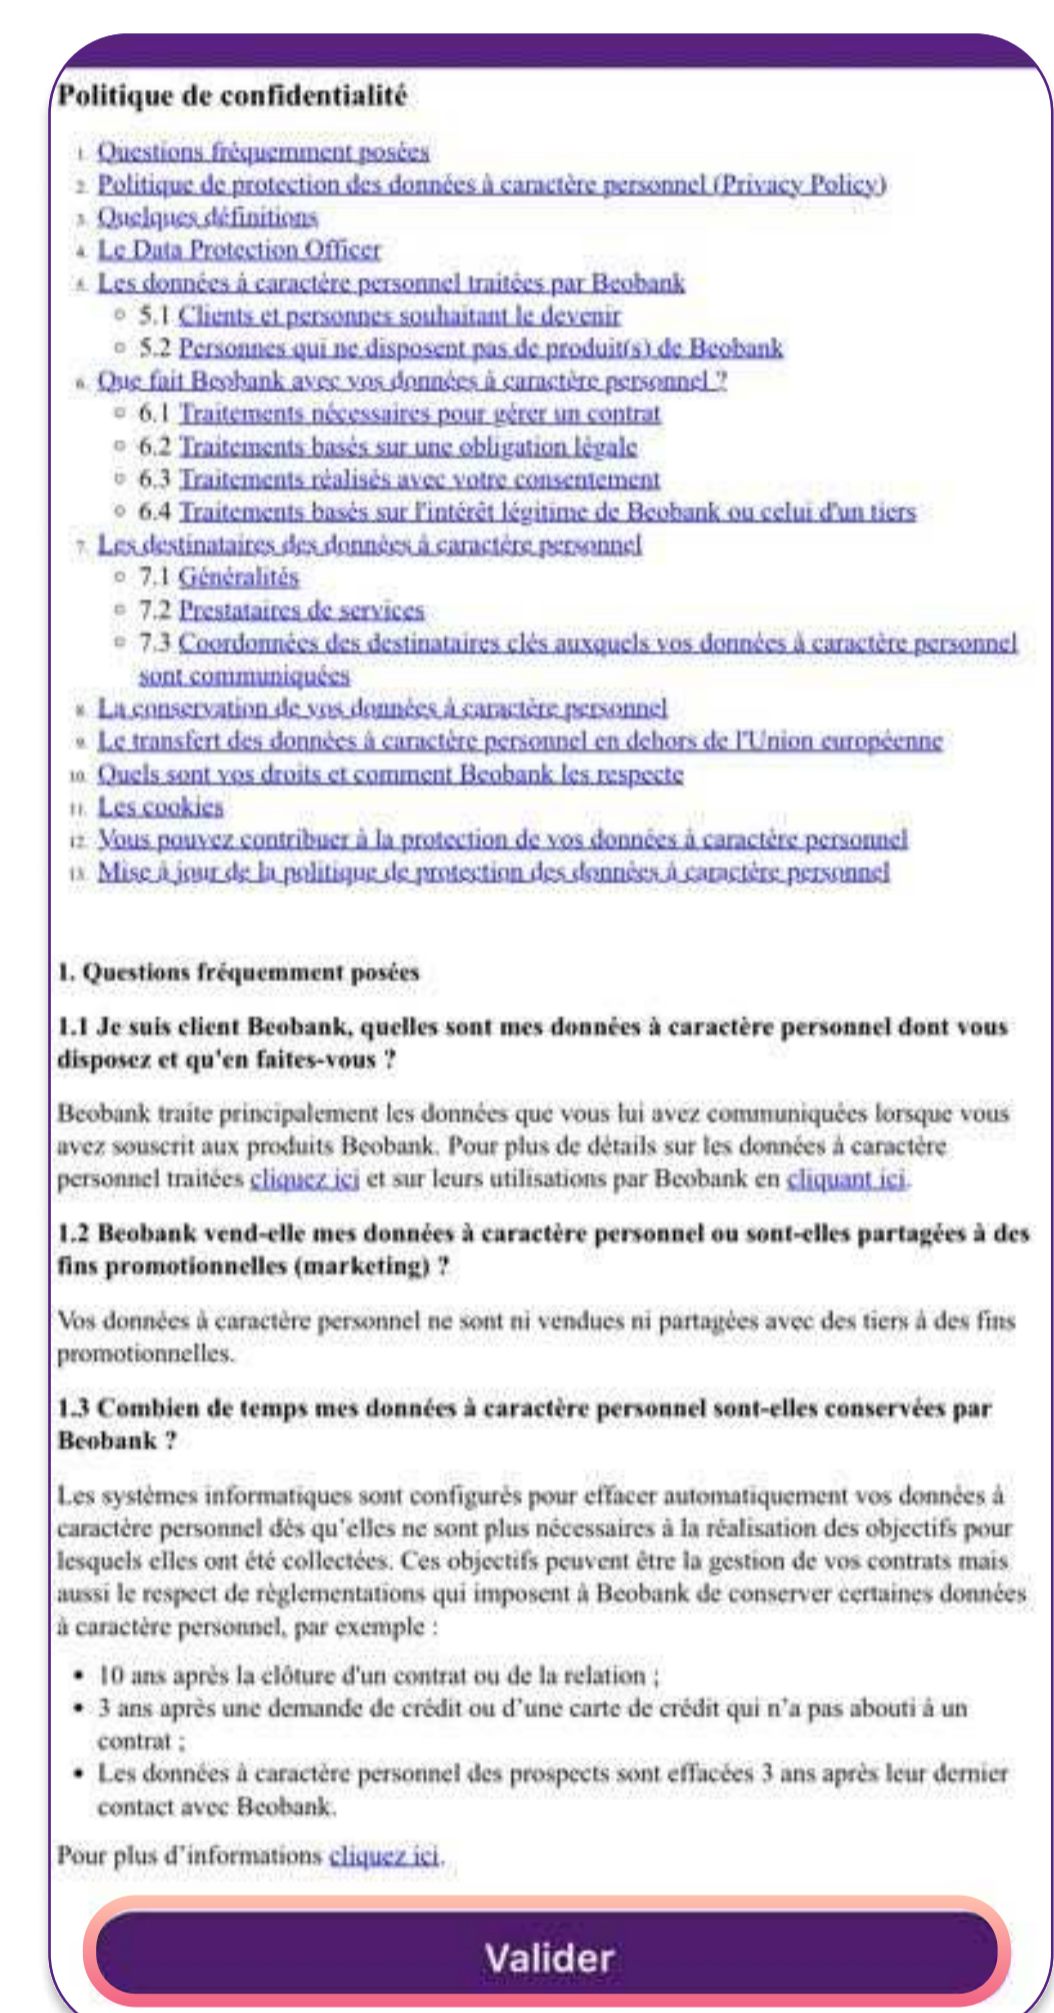 Politique de confidentialité
1. Questions fréquemment posées
2. Politique de protection des données à caractère personnel (Privacy Policy)
3. Quelques définitions
4. Le Data Protection Officer
5. Les données à caractère personnel traitées par Beobank
5.1 Clients et personnes souhaitant le devenir
5.2 Personnes qui ne disposent pas de produit(s) de Beobank
6. Que fait Beobank avec vos données à caractère personnel ?
6.1 Traitements nécessaires pour gérer un contrat
6.2 Traitements basés sur une obligation légale
6.3 Traitements réalisés avec votre consentement
6.4 Traitements basés sur l'intérêt légitime de Beobank ou celui d'un tiers
7. Les destinataires des données à caractère personnel
7.1 Généralités
7.2 Prestataires de services
7.3 Coordonnées des destinataires clés auxquels vos données à caractère personnel
sont communiquées
8. La conservation de vos données à caractère personnel
9. Le transfert des données à caractère personnel en dehors de l'Union européenne
10. Quels sont vos droits et comment Beobank les respecte
11. Les cookies
12. Vous pouvez contribuer à la protection de vos données à caractère personnel
13. Mise à jour de la politique de protection des données à caractère personnel
1. Questions fréquemment posées
1.1 Je suis client Beobank, quelles sont mes données à caractère personnel dont vous
disposez et qu'en faites-vous ?
Beobank traite principalement les données que vous lui avez communiquées lorsque vous
avez souscrit aux produits Beobank. Pour plus de détails sur les données à caractère
personnel traitées cliquez ici et sur leurs utilisations par Beobank en cliquant ici.
1.2 Beobank vend-elle mes données à caractère personnel ou sont-elles partagées à des
fins promotionnelles (marketing) ?
Vos données à caractère personnel ne sont ni vendues ni partagées avec des tiers à des fins
promotionnelles.
1.3 Combien de temps mes données à caractère personnel sont-elles conservées par
Beobank ?
Les systèmes informatiques sont configurés pour effacer automatiquement vos données à
caractère personnel dès qu’elles ne sont plus nécessaires à la réalisation des objectifs pour
lesquels elles ont été collectées. Ces objectifs peuvent être la gestion de vos contrats mais
aussi le respect de règlementations qui imposent à Beobank de conserver certaines données
à caractère personnel, par exemple :
• 10 ans après la clôture d'un contrat ou de la relation ;
• 3 ans après une demande de crédit ou d’une carte de crédit qui n’a pas abouti à un
contrat ;
• Les données à caractère personnel des prospects sont effacées 3 ans après leur dernier
contact avec Beobank.
Pour plus d’informations cliquez ici.
Valider